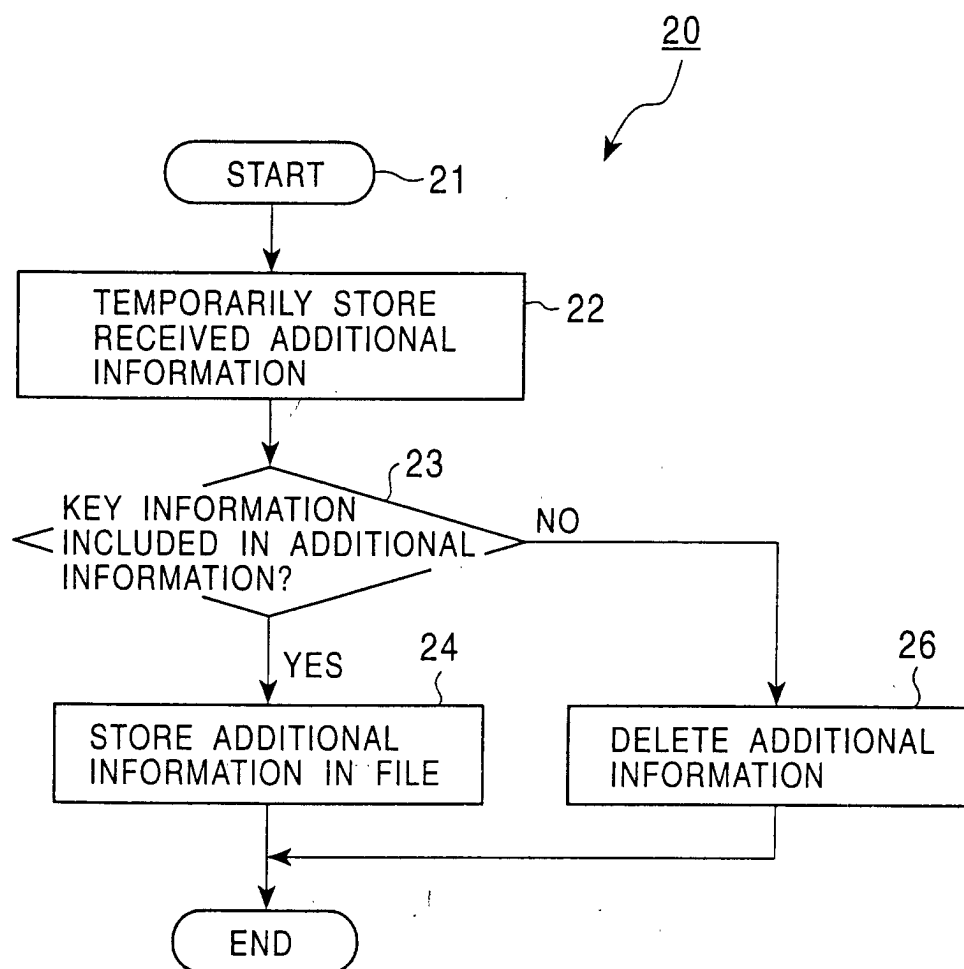 20
START
21
TEMPORARILY STORE
RECEIVED ADDITIONAL
INFORMATION
22
23
KEY INFORMATION
INCLUDED IN ADDITIONAL
INFORMATION?
NO
YES
24
STORE ADDITIONAL
INFORMATION IN FILE
26
DELETE ADDITIONAL
INFORMATION
END